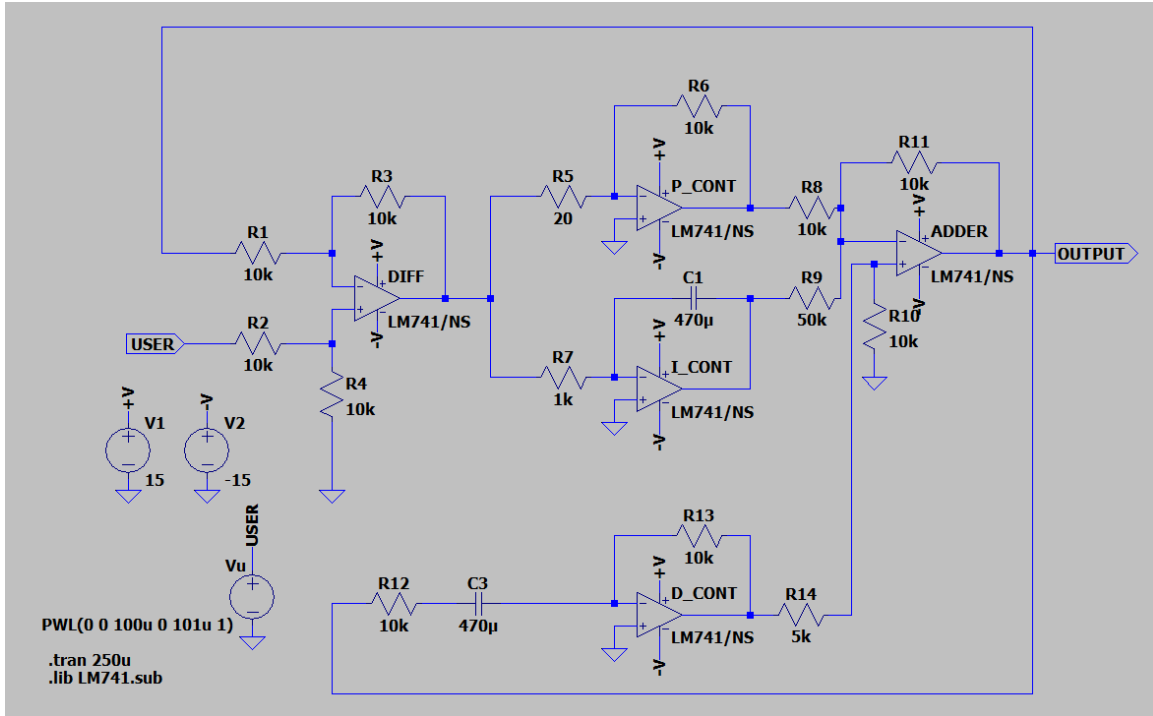 R6
10k
+V
P_CONT
LM741/NS
-V
R11
10k
+V
ADDER
LM741/NS
-V
OUTPUT
R3
10k
R5
20
R8
10k
R1
10k
+V
DIFF
LM741/NS
-V
C1
470µ
R9
50k
R10
10k
USER
R2
10k
R4
10k
R7
1k
+V
I_CONT
LM741/NS
-V
+V
V1
15
-V
V2
-15
USER
Vu
R13
10k
R12
10k
C3
470µ
+V
D_CONT
LM741/NS
-V
R14
5k
PWL(0 0 100u 0 101u 1)
.tran 250u
.lib LM741.sub